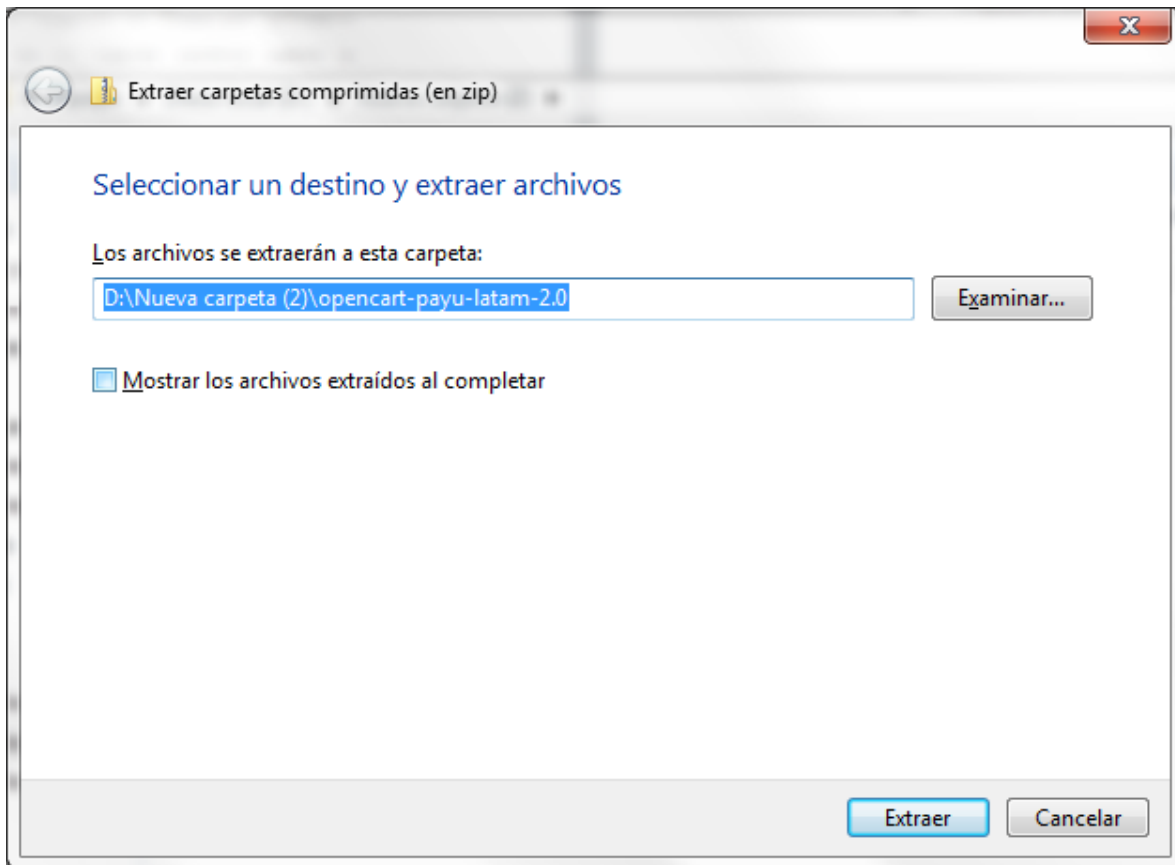 Extraer carpetas comprimidas (en zip)
Seleccionar un destino y extraer archivos
Los archivos se extraerán a esta carpeta:
D:\Nueva carpeta (2)\opencart-payu-latam-2.0
Examinar...
Mostrar los archivos extraídos al completar
Extraer
Cancelar